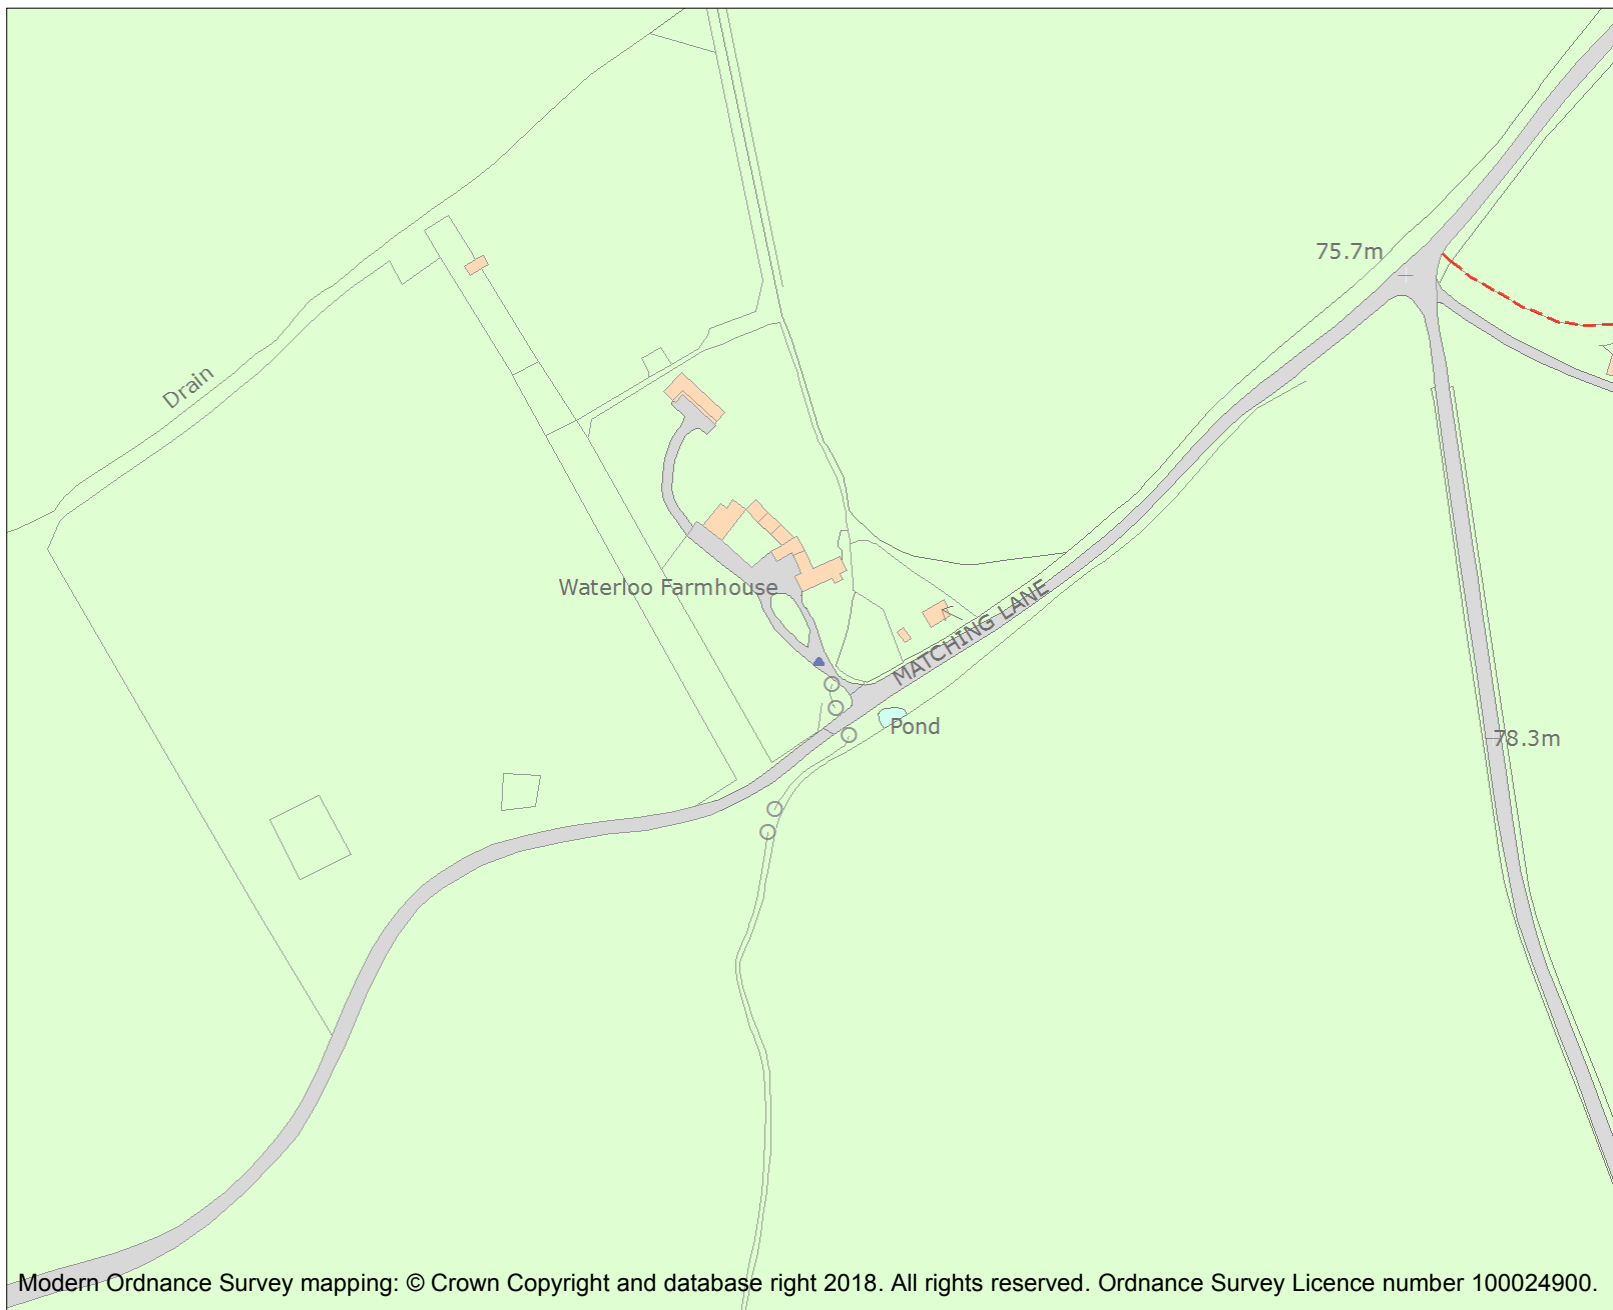 75.7m
Drain
Waterloo Farmhouse
MATCHING LANE
Pond
78.3m
Modern Ordnance Survey mapping: © Crown Copyright and database right 2018. All rights reserved. Ordnance Survey Licence number 100024900.